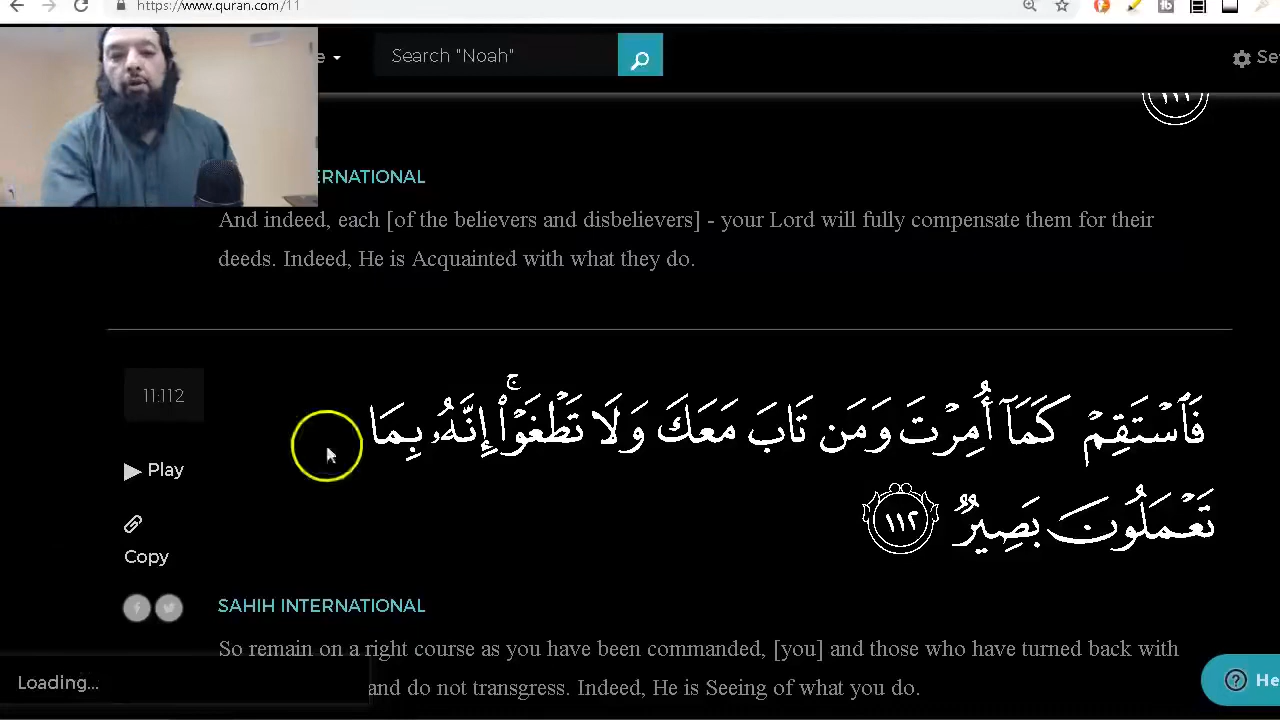 https://www.quran.com/11
Search "Noah"
١١١
ERNATIONAL
And indeed, each [of the believers and disbelievers] - your Lord will fully compensate them for their
deeds. Indeed, He is Acquainted with what they do.
11:112
فَٱسْتَقِمْ كَمَآ أُمِرْتَ وَمَن تَابَ مَعَكَ وَلَا تَطْغَوْا۟ ۚ إِنَّهُۥ بِمَا
تَعْمَلُونَ بَصِيرٌ ١١٢
Play
Copy
SAHIH INTERNATIONAL
So remain on a right course as you have been commanded, [you] and those who have turned back with
and do not transgress. Indeed, He is Seeing of what you do.
Loading...